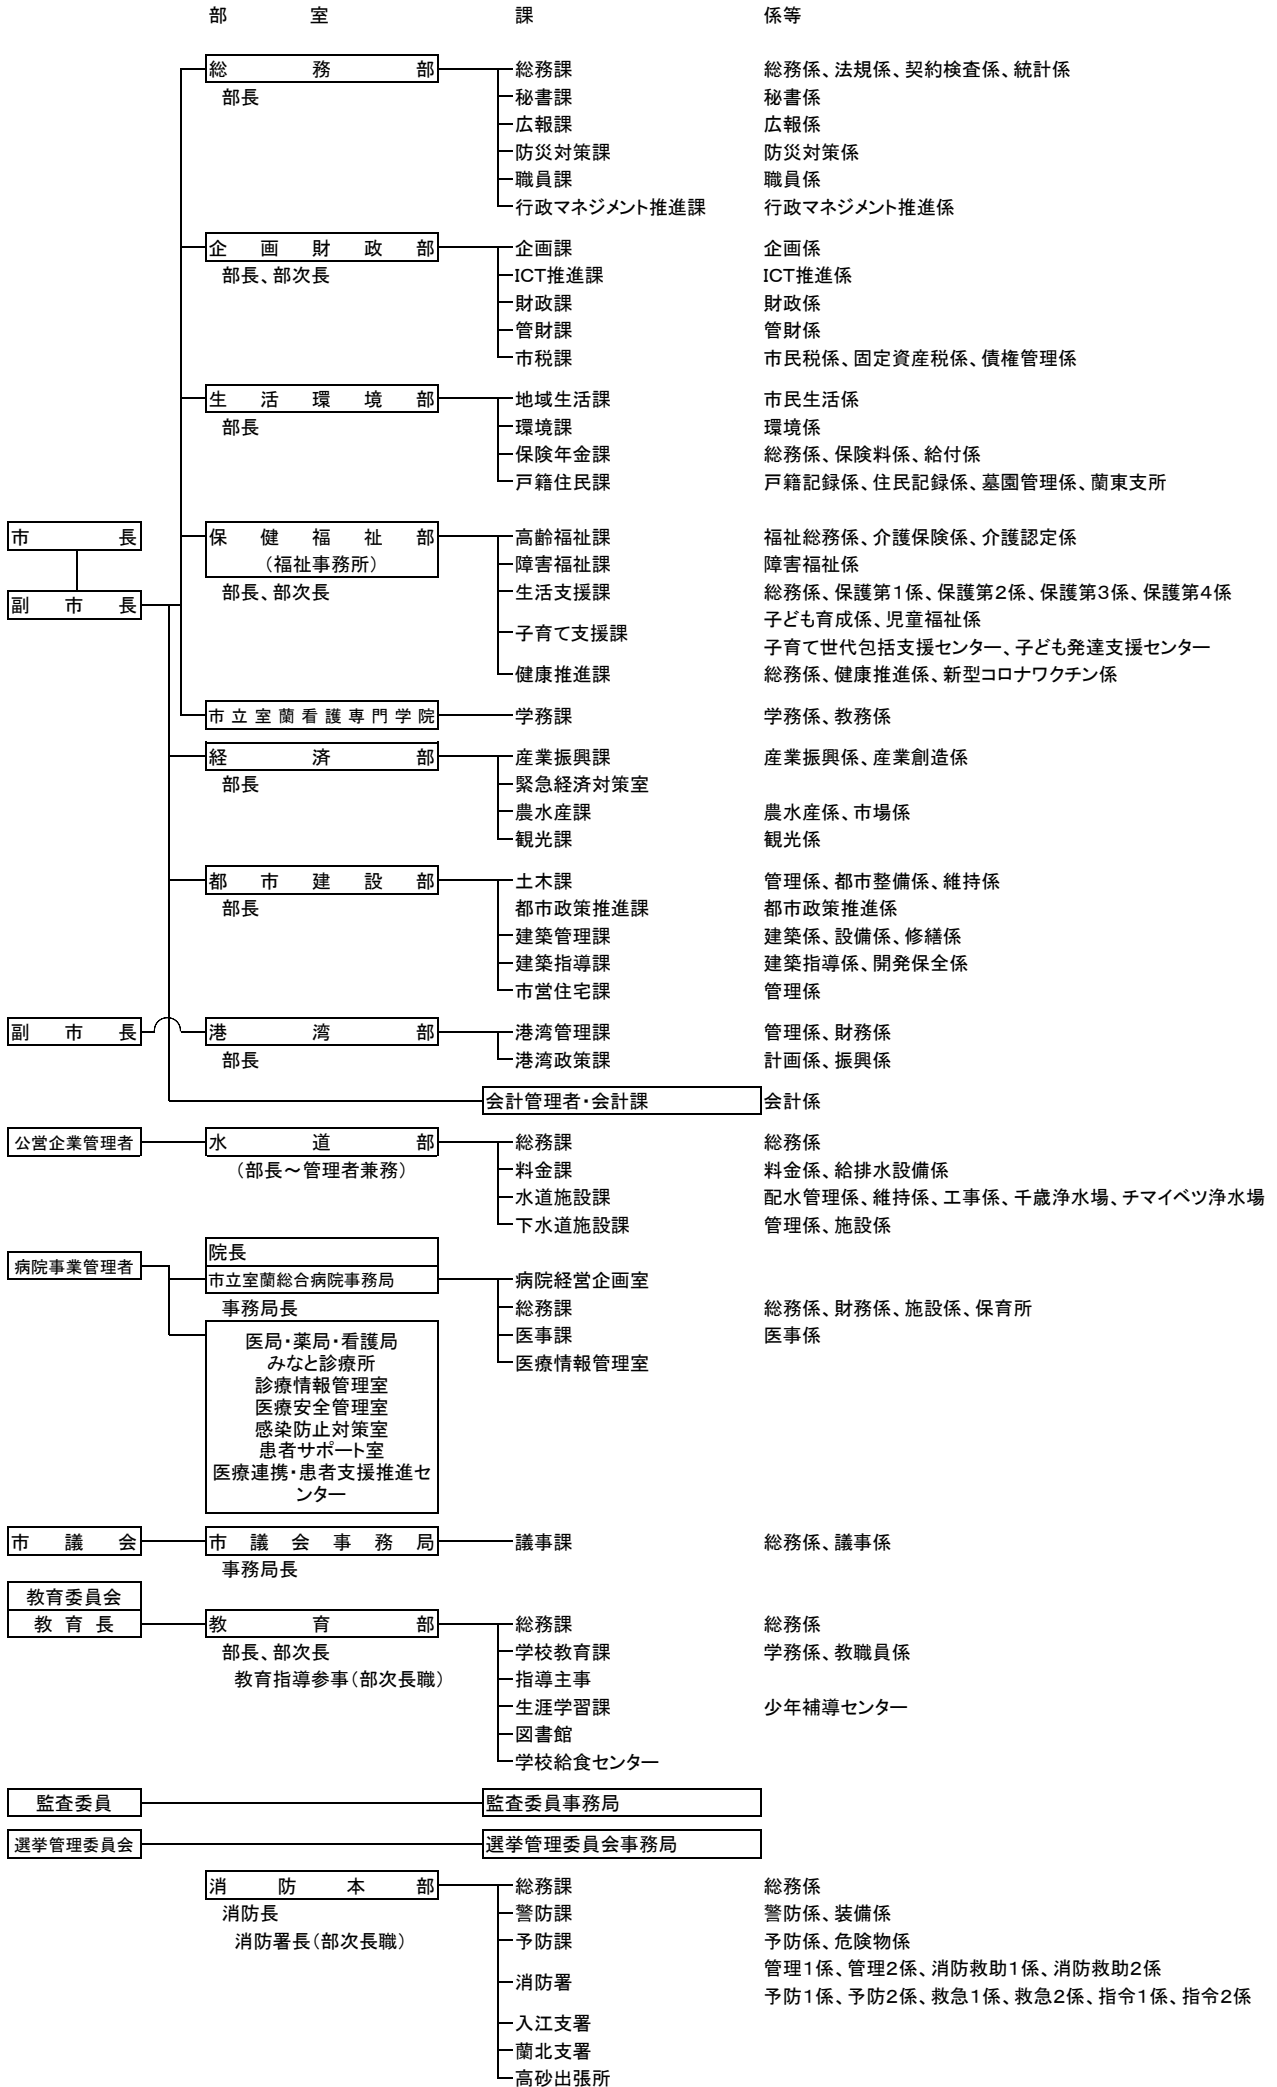 部　室　課　係等
総務部　総務課　総務係、法規係、契約検査係、統計係
部長　秘書課　秘書係
広報課　広報係
防災対策課　防災対策係
職員課　職員係
行政マネジメント推進課　行政マネジメント推進係
企画財政部　企画課　企画係
部長、部次長　ICT推進課　ICT推進係
財政課　財政係
管財課　管財係
市税課　市民税係、固定資産税係、債権管理係
生活環境部　地域生活課　市民生活係
部長　環境課　環境係
保険年金課　総務係、保険料係、給付係
戸籍住民課　戸籍記録係、住民記録係、墓園管理係、蘭東支所
市長　保健福祉部　高齢福祉課　福祉総務係、介護保険係、介護認定係
（福祉事務所）　障害福祉課　障害福祉係
副市長　部長、部次長　生活支援課　総務係、保護第1係、保護第2係、保護第3係、保護第4係
子ども育成係、児童福祉係
子育て支援課
子育て世代包括支援センター、子ども発達支援センター
健康推進課　総務係、健康推進係、新型コロナワクチン係
市立室蘭看護専門学院　学務課　学務係、教務係
経済部　産業振興課　産業振興係、産業創造係
部長　緊急経済対策室
農水産課　農水産係、市場係
観光課　観光係
都市建設部　土木課　管理係、都市整備係、維持係
部長　都市政策推進課　都市政策推進係
建築管理課　建築係、設備係、修繕係
建築指導課　建築指導係、開発保全係
市営住宅課　管理係
副市長　港湾部　港湾管理課　管理係、財務係
部長　港湾政策課　計画係、振興係
会計管理者・会計課　会計係
公営企業管理者　水道部　総務課　総務係
（部長～管理者兼務）　料金課　料金係、給排水設備係
水道施設課　配水管理係、維持係、工事係、千歳浄水場、チマイベツ浄水場
下水道施設課　管理係、施設係
院長
病院事業管理者　市立室蘭総合病院事務局　病院経営企画室
事務局長　総務課　総務係、財務係、施設係、保育所
医局・薬局・看護局　医事課　医事係
みなと診療所　医療情報管理室
診療情報管理室
医療安全管理室
感染防止対策室
患者サポート室
医療連携・患者支援推進セ
ンター
市議会　市議会事務局　議事課　総務係、議事係
事務局長
教育委員会
教育長　教育部　総務課　総務係
部長、部次長　学校教育課　学務係、教職員係
教育指導参事（部次長職）　指導主事
生涯学習課　少年補導センター
図書館
学校給食センター
監査委員　監査委員事務局
選挙管理委員会　選挙管理委員会事務局
消防本部　総務課　総務係
消防長　警防課　警防係、装備係
消防署長（部次長職）　予防課　予防係、危険物係
管理1係、管理2係、消防救助1係、消防救助2係
消防署
予防1係、予防2係、救急1係、救急2係、指令1係、指令2係
入江支署
蘭北支署
高砂出張所